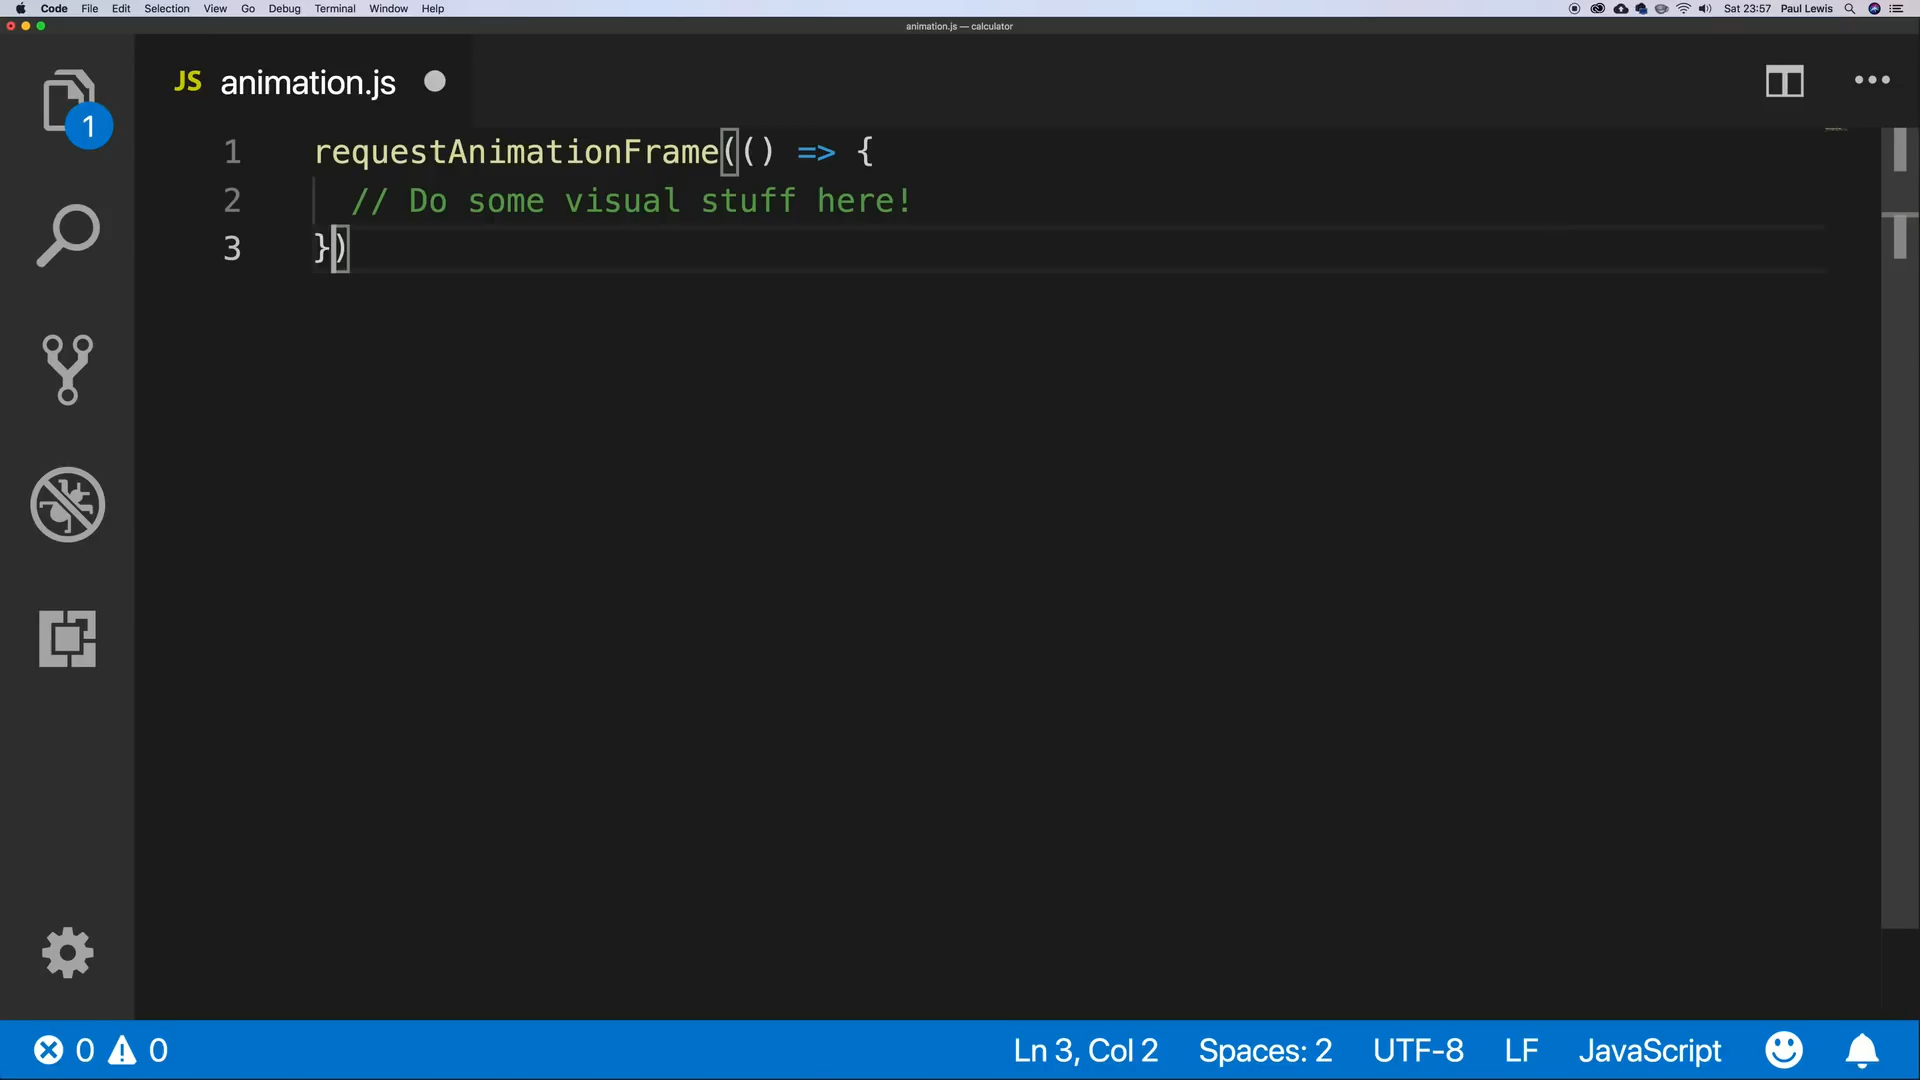 Code File Edit Selection View Go Debug Terminal Window Help Sat 23:57 Paul Lewis
animation.js — calculator
JS animation.js
1
1 requestAnimationFrame(() => {
2 // Do some visual stuff here!
3 })
0 0 Ln 3, Col 2 Spaces: 2 UTF-8 LF JavaScript